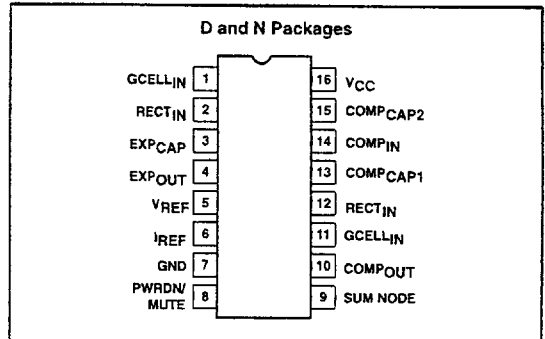 D and N Packages
GCELLIN 1
RECTIN 2
EXPCAP 3
EXPOUT 4
VREF 5
IREF 6
GND 7
PWRDN/
MUTE 8
16 VCC
15 COMPCAP2
14 COMPIN
13 COMPCAP1
12 RECTIN
11 GCELLIN
10 COMPOUT
9 SUM NODE